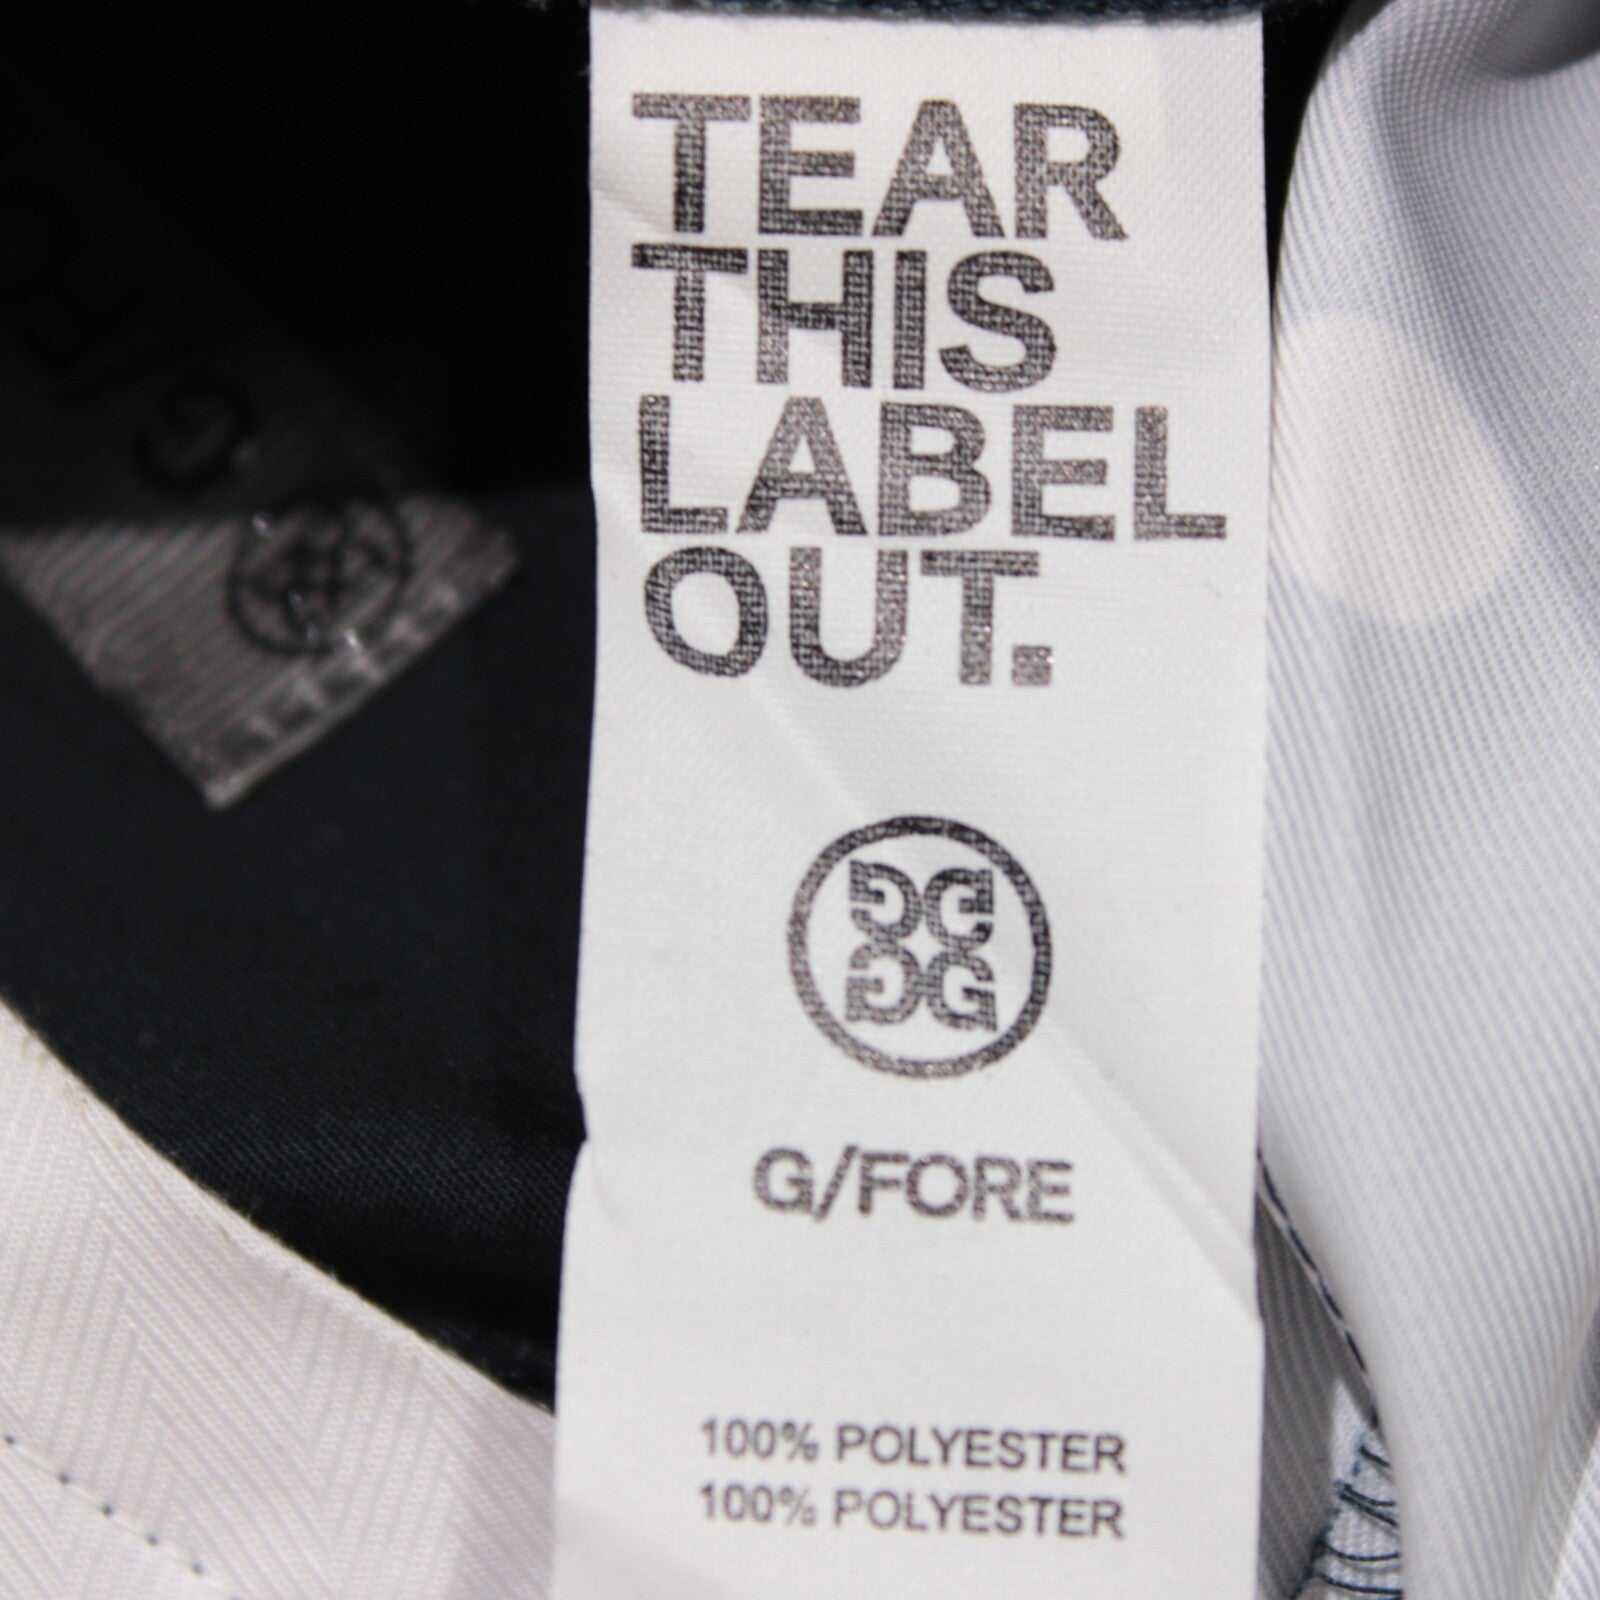 TEAR
THIS
LABEL
OUT.
G/FORE
100% POLYESTER
100% POLYESTER